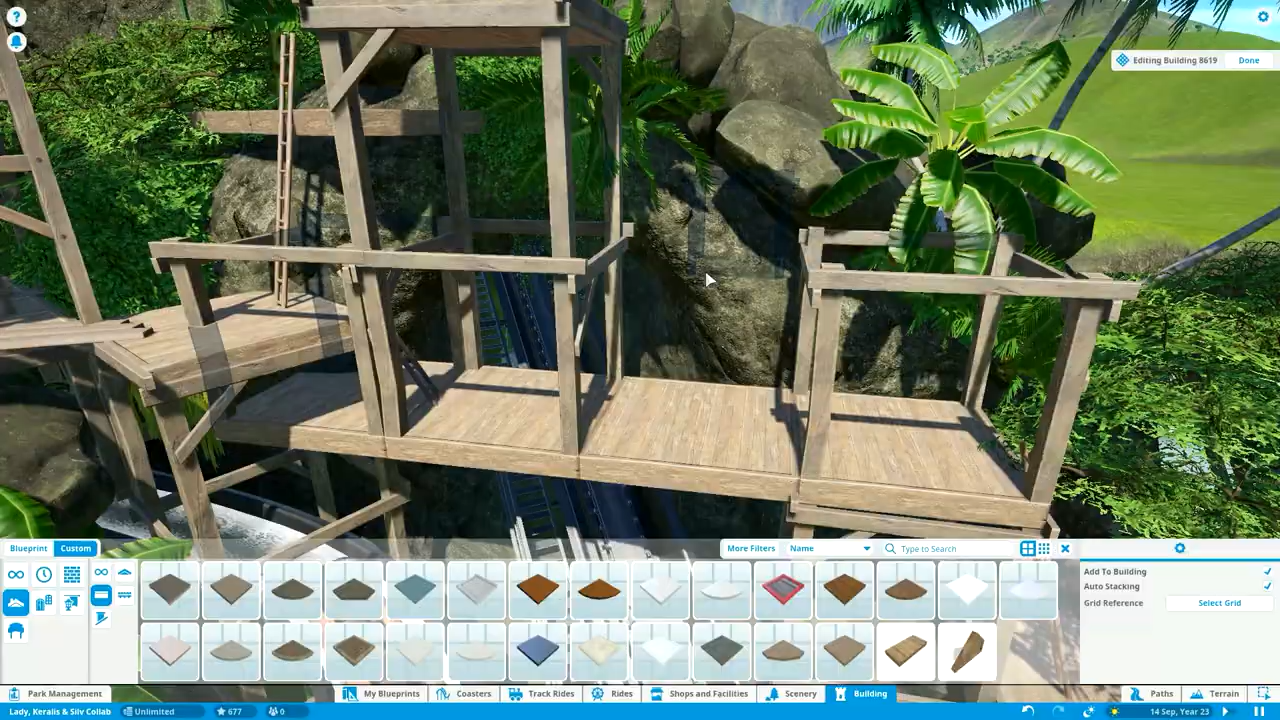 ?
Editing Building 8619 Done
Blueprint Custom
More Filters Name Type to Search
Add To Building
Auto Stacking
Grid Reference Select Grid
Park Management My Blueprints Coasters Track Rides Rides Shops and Facilities Scenery Building Paths Terrain
Lady, Keralis & Silv Collab Unlimited 677 0 14 Sep, Year 23